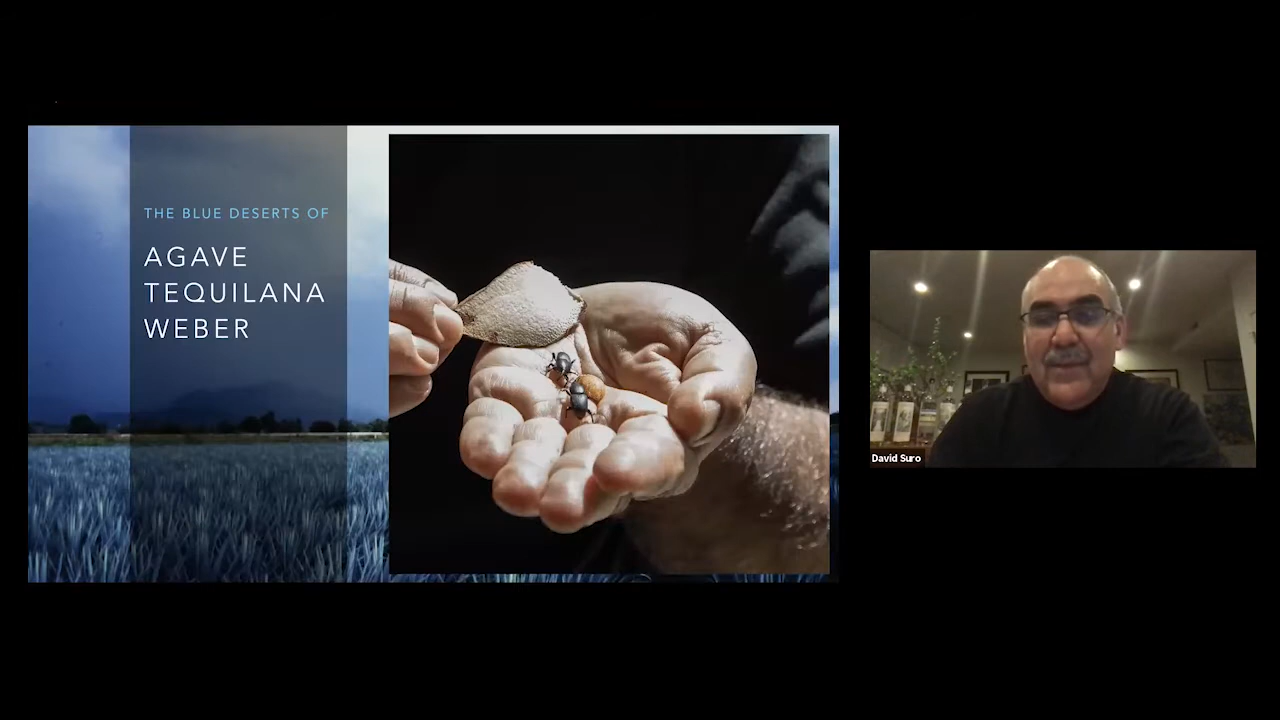 THE BLUE DESERTS OF
AGAVE
TEQUILANA
WEBER
David Suro